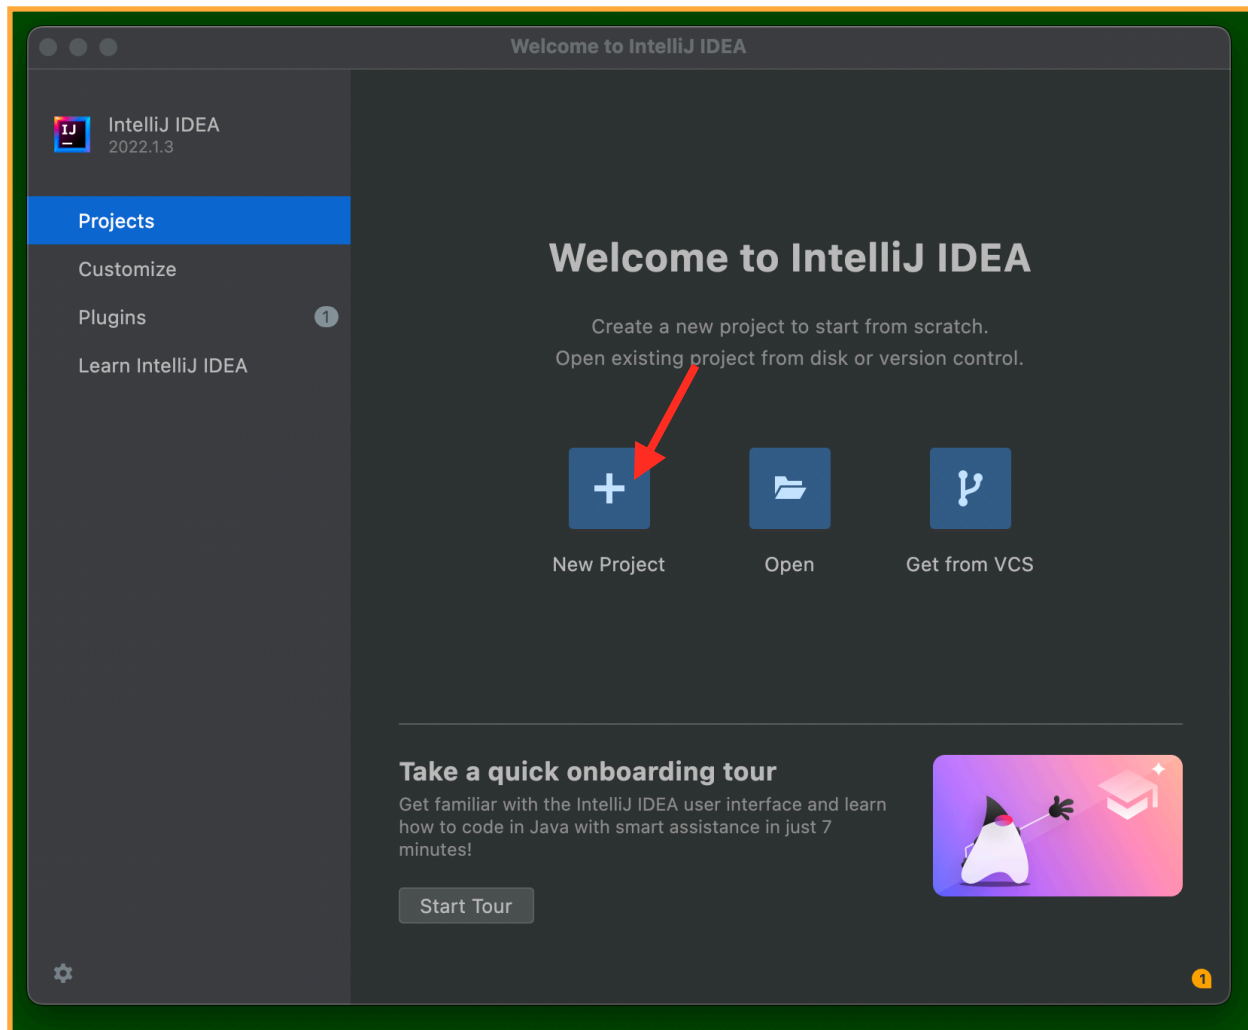 Welcome to IntelliJ IDEA
IJ
IntelliJ IDEA
2022.1.3
Projects
Customize
Plugins
1
Learn IntelliJ IDEA
Welcome to IntelliJ IDEA
Create a new project to start from scratch.
Open existing project from disk or version control.
New Project
Open
Get from VCS
Take a quick onboarding tour
Get familiar with the IntelliJ IDEA user interface and learn
how to code in Java with smart assistance in just 7
minutes!
Start Tour
1